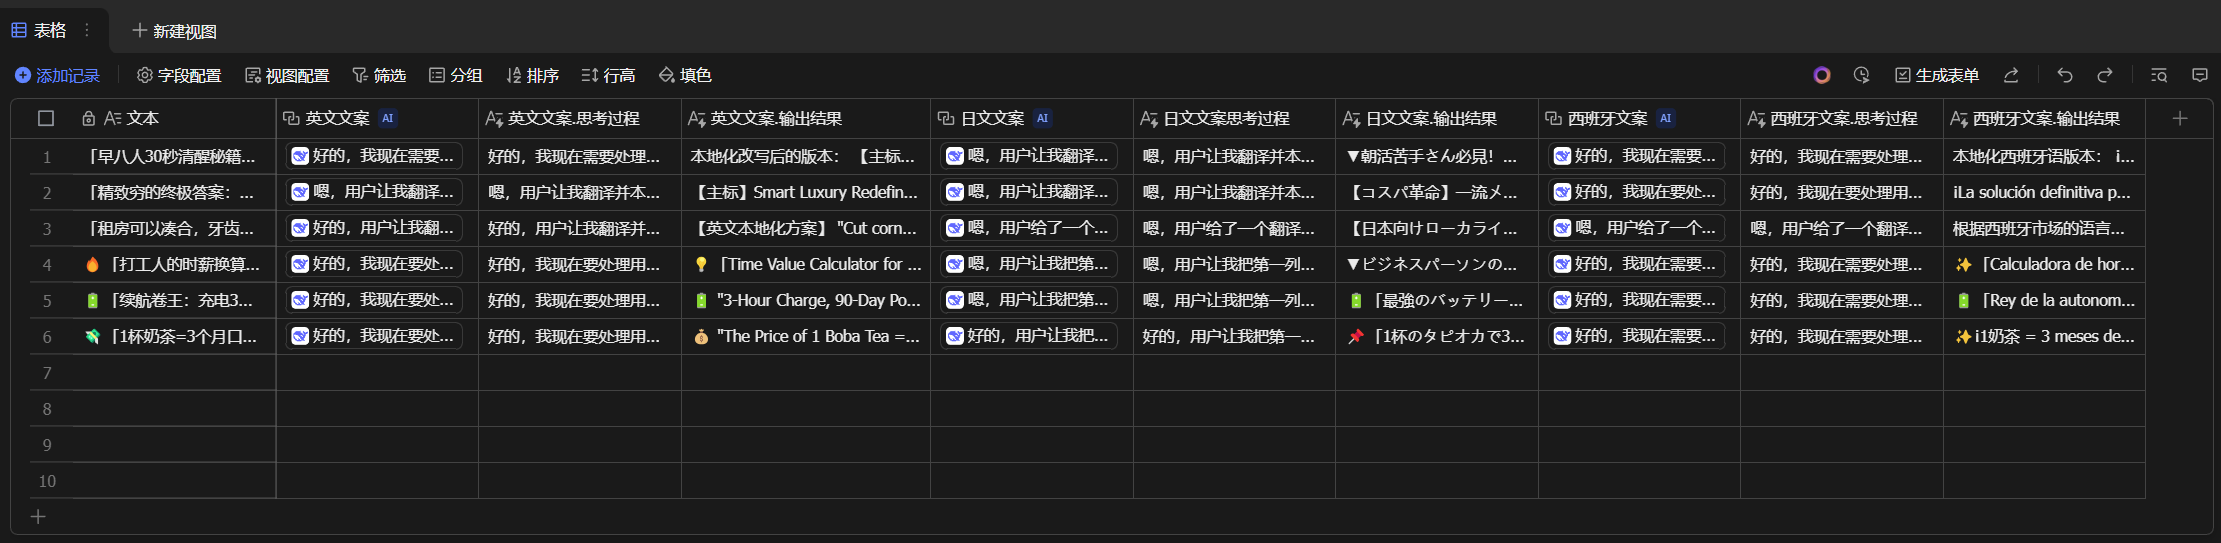 表格
新建视图
添加记录 字段配置 视图配置 筛选 分组 排序 行高 填色 生成表单
文本 英文文案 AI 英文文案.思考过程 英文文案.输出结果 日文文案 AI 日文文案思考过程 日文文案.输出结果 西班牙文案 AI 西班牙文案.思考过程 西班牙文案.输出结果
1 「早八人30秒清醒秘籍... 好的，我现在需要... 好的，我现在需要处理... 本地化改写后的版本： 【主标... 嗯，用户让我翻译... 嗯，用户让我翻译并本... ▼朝活苦手さん必見！... 好的，我现在需要... 好的，我现在需要处理... 本地化西班牙语版本： ¡...
2 「精致穷的终极答案：... 嗯，用户让我翻译... 嗯，用户让我翻译并本... 【主标】Smart Luxury Redefin... 嗯，用户让我翻译... 嗯，用户让我翻译并本... 【コスパ革命】一流メ... 好的，我现在要处... 好的，我现在要处理用... ¡La solución definitiva p...
3 「租房可以凑合，牙齿... 好的，用户让我翻... 好的，用户让我翻译并... 【英文本地化方案】 "Cut corn... 嗯，用户给了一个... 嗯，用户给了一个翻译... 【日本向けローカライ... 嗯，用户给了一个... 嗯，用户给了一个翻译... 根据西班牙市场的语言...
4 🔥「打工人的时薪换算... 好的，我现在要处... 好的，我现在要处理用... 💡「Time Value Calculator for ... 嗯，用户让我把第... 嗯，用户让我把第一列... ▼ビジネスパーソンの... 好的，我现在需要... 好的，我现在需要处理... ✨「Calculadora de hor...
5 🔋「续航卷王：充电3... 好的，我现在要处... 好的，我现在要处理用... 🔋 "3-Hour Charge, 90-Day Po... 嗯，用户让我把第... 嗯，用户让我把第一列... 🔋「最強のバッテリー... 好的，我现在需要... 好的，我现在需要处理... 🔋「Rey de la autonom...
6 💸「1杯奶茶=3个月口... 好的，我现在要处... 好的，我现在要处理用... 💰 "The Price of 1 Boba Tea =... 好的，用户让我把... 好的，用户让我把第一... 📌「1杯のタピオカで3... 好的，我现在需要... 好的，我现在需要处理... ✨¡1奶茶 = 3 meses de...
7
8
9
10